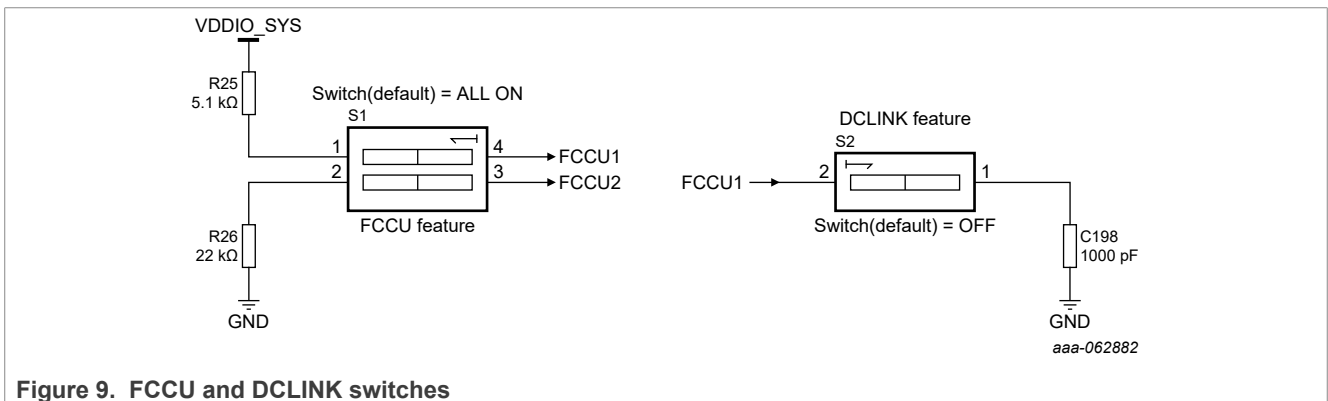 VDDIO_SYS
R25
5.1 kΩ
Switch(default) = ALL ON
S1
1
4
FCCU1
2
3
FCCU2
FCCU feature
R26
22 kΩ
GND
DCLINK feature
S2
FCCU1
2
1
Switch(default) = OFF
C198
1000 pF
GND
aaa-062882
Figure 9. FCCU and DCLINK switches